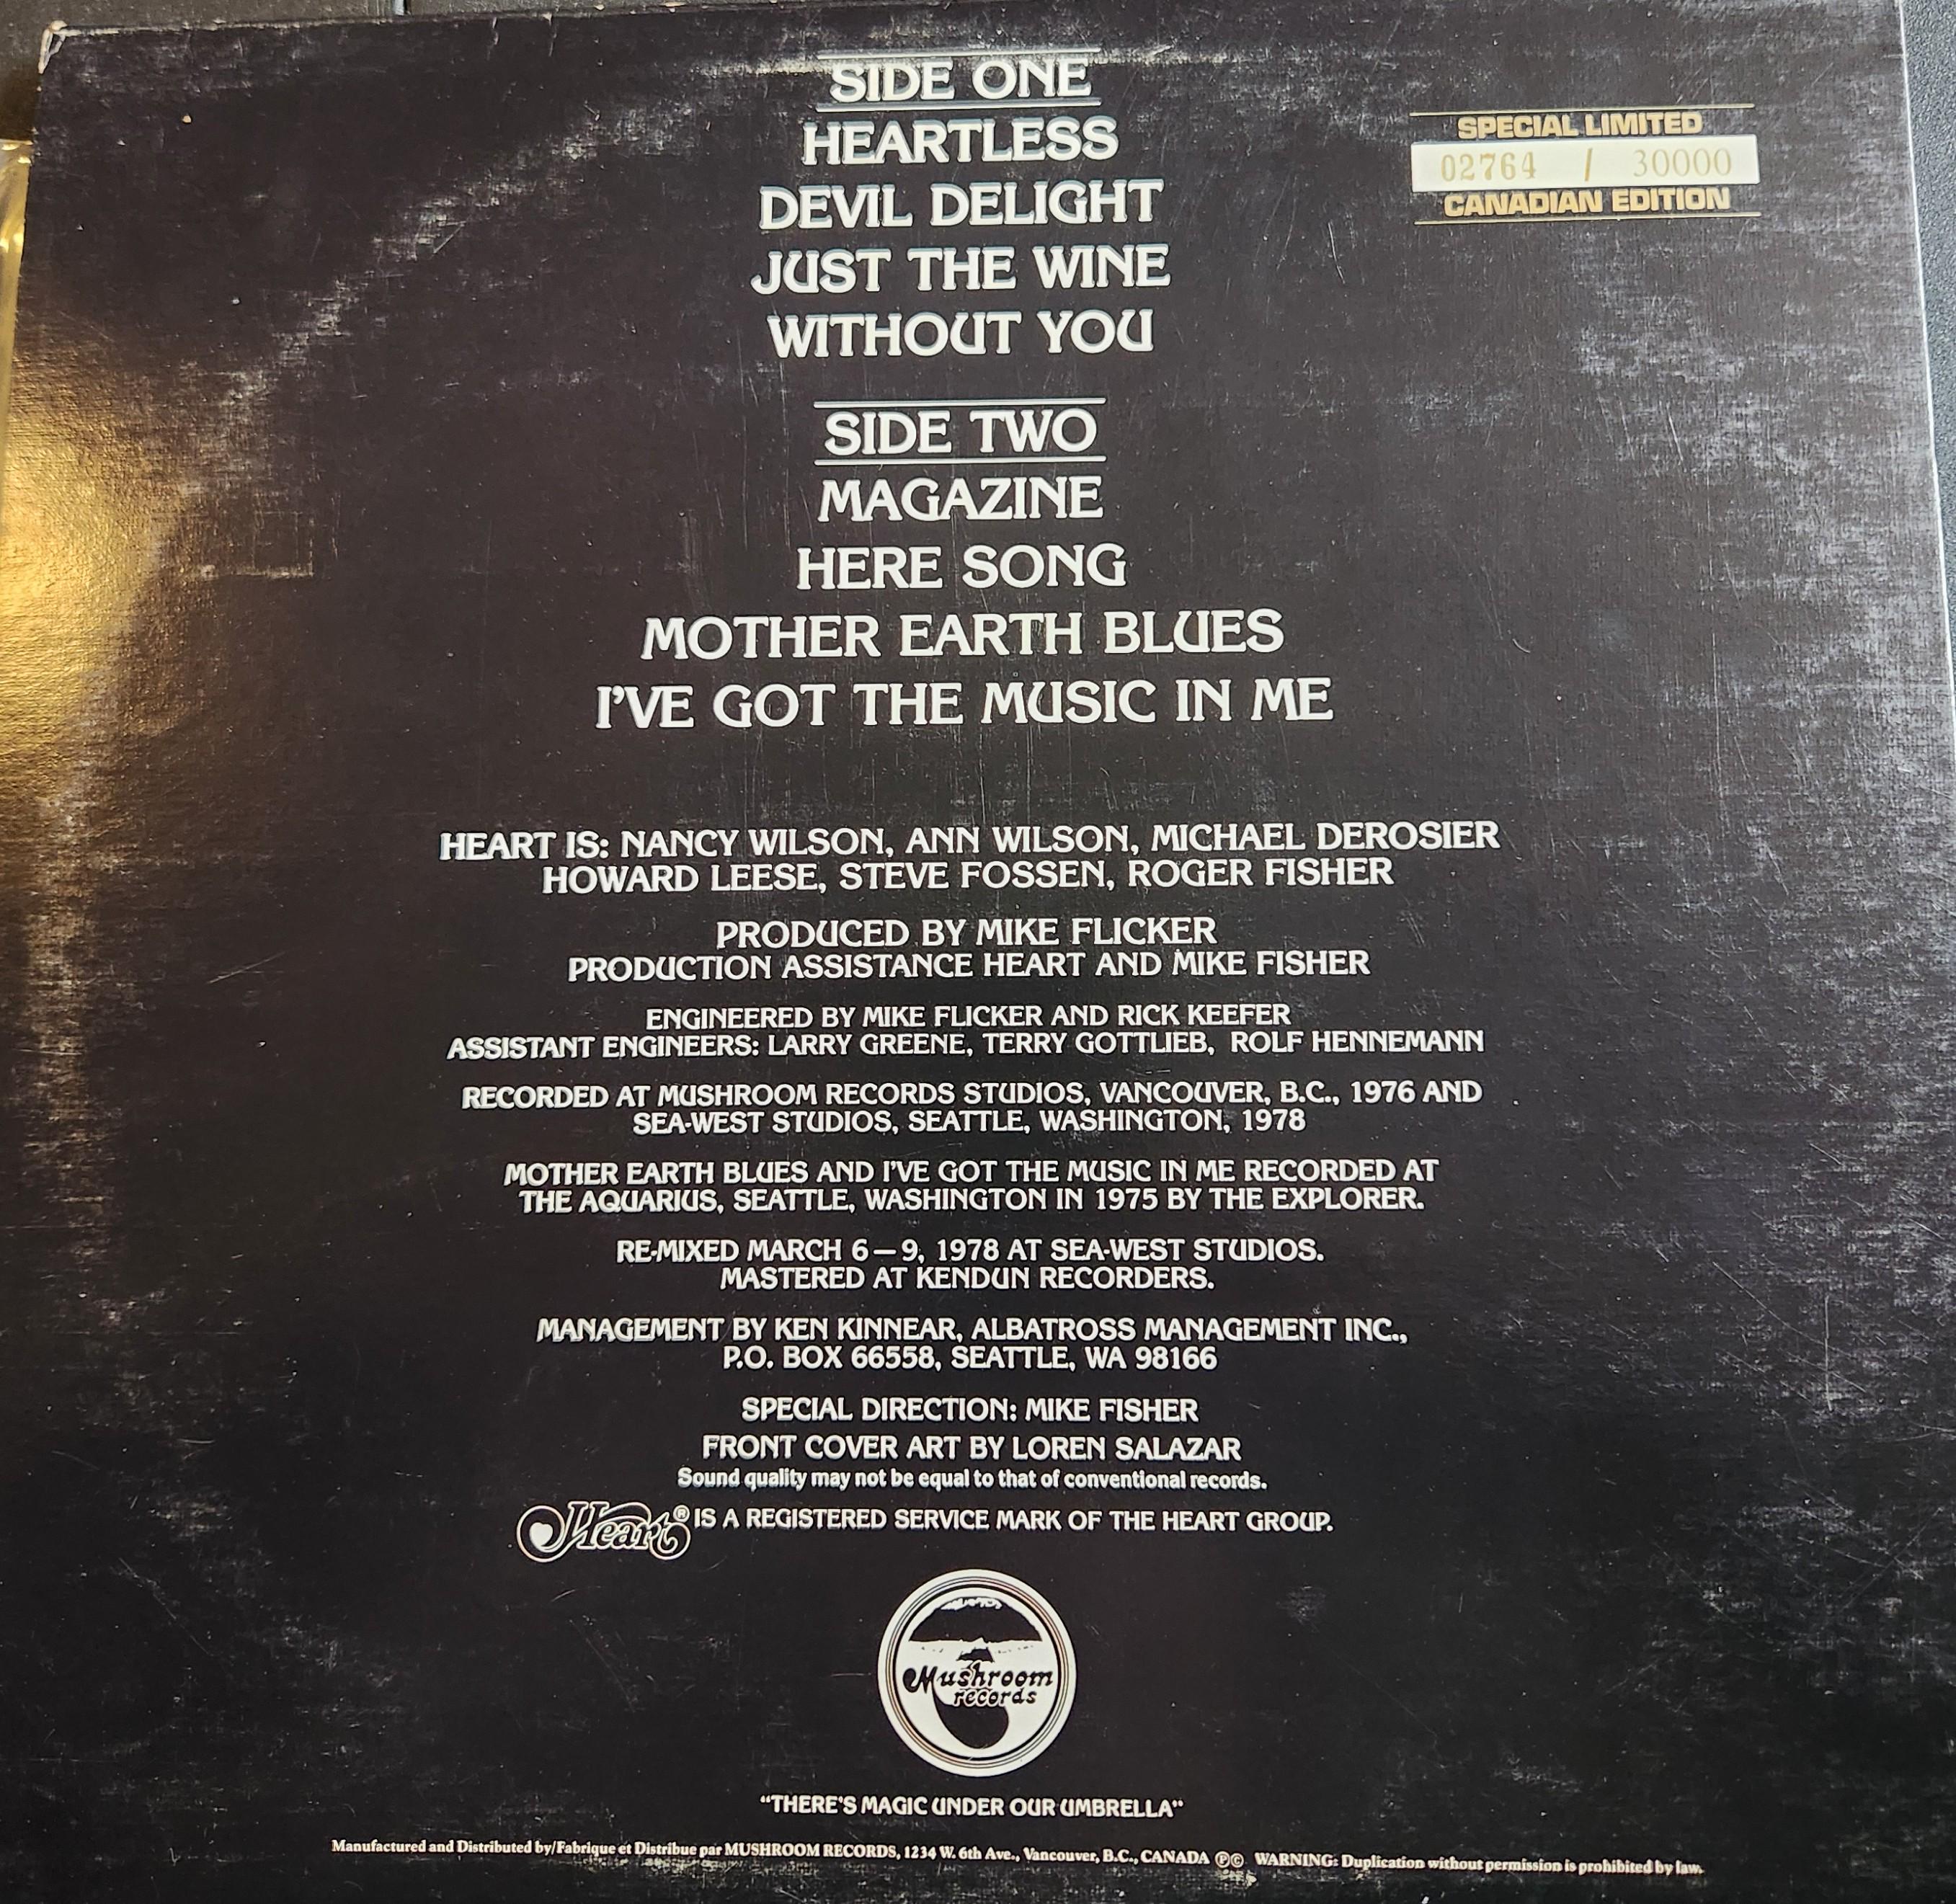 SIDE ONE
HEARTLESS
DEVIL DELIGHT
JUST THE WINE
WITHOUT YOU
SPECIAL LIMITED
02764 / 30000
CANADIAN EDITION
SIDE TWO
MAGAZINE
HERE SONG
MOTHER EARTH BLUES
I'VE GOT THE MUSIC IN ME
HEART IS: NANCY WILSON, ANN WILSON, MICHAEL DEROSIER
HOWARD LEESE, STEVE FOSSEN, ROGER FISHER
PRODUCED BY MIKE FLICKER
PRODUCTION ASSISTANCE HEART AND MIKE FISHER
ENGINEERED BY MIKE FLICKER AND RICK KEEFER
ASSISTANT ENGINEERS: LARRY GREENE, TERRY GOTTLIEB, ROLF HENNEMANN
RECORDED AT MUSHROOM RECORDS STUDIOS, VANCOUVER, B.C., 1976 AND
SEA-WEST STUDIOS, SEATTLE, WASHINGTON, 1978
MOTHER EARTH BLUES AND I'VE GOT THE MUSIC IN ME RECORDED AT
THE AQUARIUS, SEATTLE, WASHINGTON IN 1975 BY THE EXPLORER.
RE-MIXED MARCH 6—9, 1978 AT SEA-WEST STUDIOS.
MASTERED AT KENDUN RECORDERS.
MANAGEMENT BY KEN KINNEAR, ALBATROSS MANAGEMENT INC.,
P.O. BOX 66558, SEATTLE, WA 98166
SPECIAL DIRECTION: MIKE FISHER
FRONT COVER ART BY LOREN SALAZAR
Sound quality may not be equal to that of conventional records.
Heart® IS A REGISTERED SERVICE MARK OF THE HEART GROUP.
Mushroom
records
"THERE'S MAGIC UNDER OUR UMBRELLA"
Manufactured and Distributed by/Fabrique et Distribue par MUSHROOM RECORDS, 1234 W. 6th Ave., Vancouver, B.C., CANADA ℗© WARNING: Duplication without permission is prohibited by law.